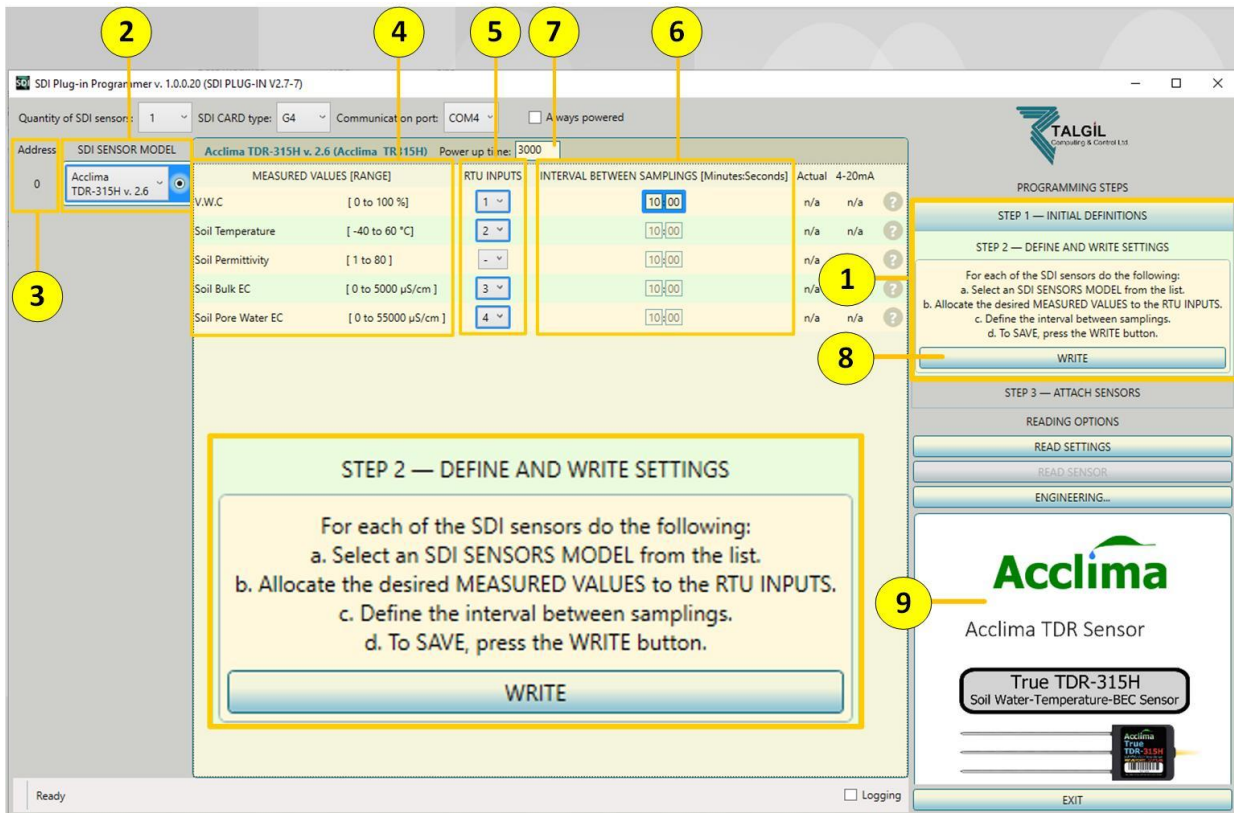 2
4
5
7
6
SDI Plug-in Programmer v. 1.0.0.20 (SDI PLUG-IN V2.7-7)
Quantity of SDI sensors: 1 SDI CARD type: G4 Communication port: COM4 Always powered
TALGIL
Computing & Control Ltd.
Address SDI SENSOR MODEL Acclima TDR-315H v. 2.6 (Acclima TR315H) Power up time: 3000
0
Acclima
TDR-315H v. 2.6
MEASURED VALUES [RANGE] RTU INPUTS INTERVAL BETWEEN SAMPLINGS [Minutes:Seconds] Actual 4-20mA
V.W.C [ 0 to 100 %] 1 10:00 n/a n/a ?
Soil Temperature [ -40 to 60 °C] 2 10:00 n/a n/a ?
Soil Permittivity [ 1 to 80 ] - 10:00 n/a ?
Soil Bulk EC [ 0 to 5000 µS/cm ] 3 10:00 n/a ?
Soil Pore Water EC [ 0 to 55000 µS/cm ] 4 10:00 n/a n/a ?
3
1
8
9
STEP 2 — DEFINE AND WRITE SETTINGS
For each of the SDI sensors do the following:
a. Select an SDI SENSORS MODEL from the list.
b. Allocate the desired MEASURED VALUES to the RTU INPUTS.
c. Define the interval between samplings.
d. To SAVE, press the WRITE button.
WRITE
PROGRAMMING STEPS
STEP 1 — INITIAL DEFINITIONS
STEP 2 — DEFINE AND WRITE SETTINGS
For each of the SDI sensors do the following:
a. Select an SDI SENSORS MODEL from the list.
b. Allocate the desired MEASURED VALUES to the RTU INPUTS.
c. Define the interval between samplings.
d. To SAVE, press the WRITE button.
WRITE
STEP 3 — ATTACH SENSORS
READING OPTIONS
READ SETTINGS
READ SENSOR
ENGINEERING...
Acclima
Acclima TDR Sensor
True TDR-315H
Soil Water-Temperature-BEC Sensor
Acclima
True
TDR-315H
Ready
Logging
EXIT